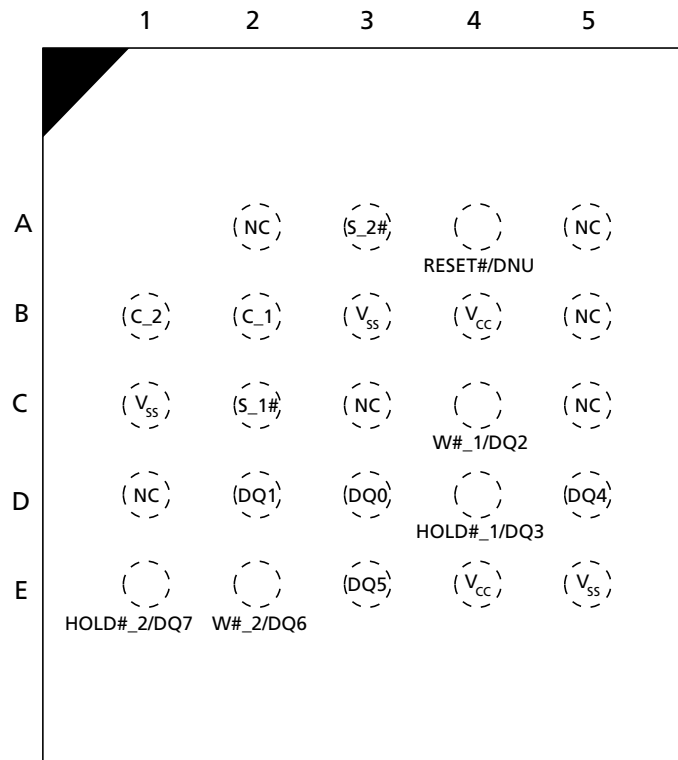 1 2 3 4 5
A NC S_2# NC
RESET#/DNU
B C_2 C_1 VSS VCC NC
C VSS S_1# NC NC
W#_1/DQ2
D NC DQ1 DQ0 DQ4
HOLD#_1/DQ3
E DQ5 VCC VSS
HOLD#_2/DQ7 W#_2/DQ6